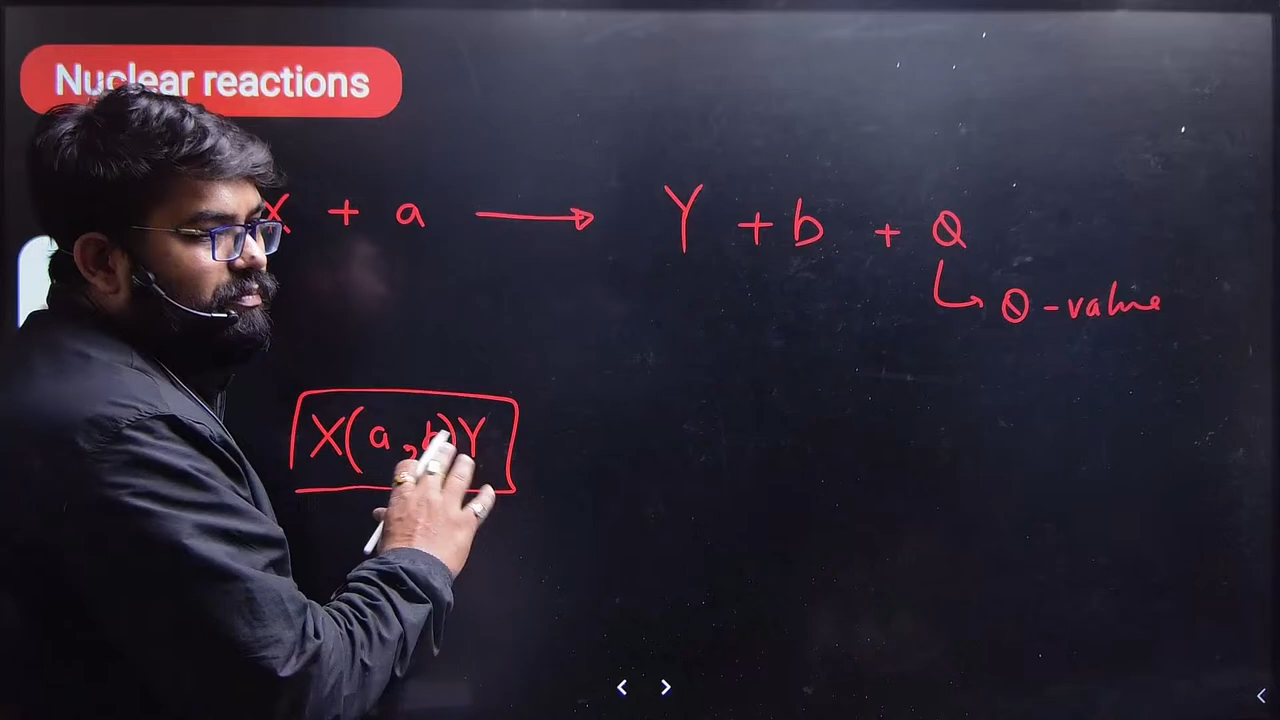 Nuclear reactions
X + a → Y + b + Q
↳ Q-value
X(a, b)Y